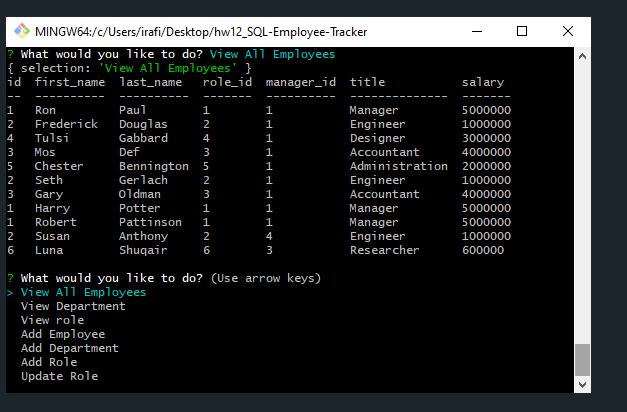 MINGW64:/c/Users/irafi/Desktop/hw12_SQL-Employee-Tracker
? What would you like to do? View All Employees
{ selection: 'View All Employees' }
id first_name last_name role_id manager_id title salary
-- ---------- ---------- ------- ---------- -------------- -------
1 Ron Paul 1 1 Manager 5000000
2 Frederick Douglas 2 1 Engineer 1000000
4 Tulsi Gabbard 4 1 Designer 3000000
3 Mos Def 3 1 Accountant 4000000
5 Chester Bennington 5 1 Administration 2000000
2 Seth Gerlach 2 1 Engineer 1000000
3 Gary Oldman 3 1 Accountant 4000000
1 Harry Potter 1 1 Manager 5000000
1 Robert Pattinson 1 1 Manager 5000000
2 Susan Anthony 2 4 Engineer 1000000
6 Luna Shuqair 6 3 Researcher 600000
? What would you like to do? (Use arrow keys)
> View All Employees
View Department
View role
Add Employee
Add Department
Add Role
Update Role